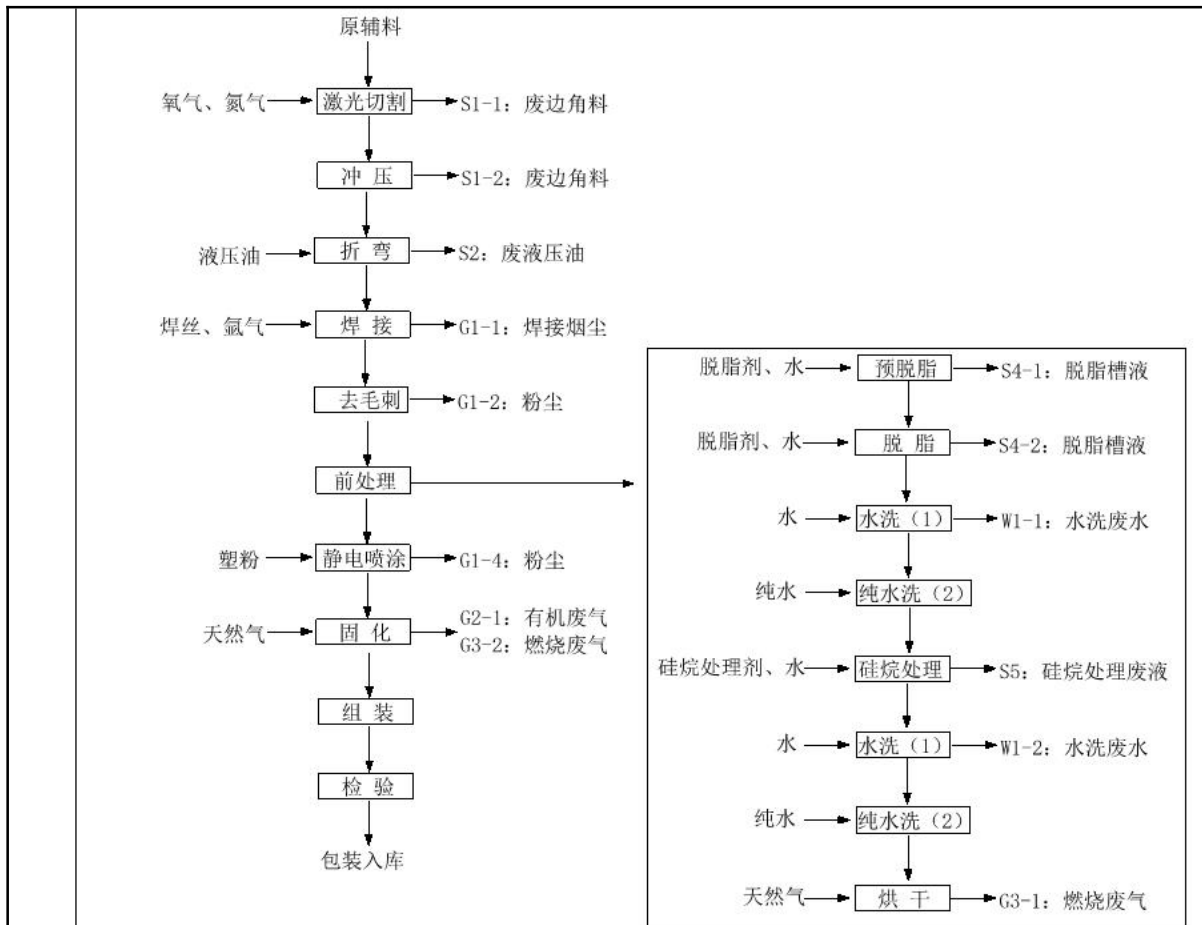 原辅料
氧气、氮气 激光切割 S1-1：废边角料
冲 压 S1-2：废边角料
液压油 折 弯 S2：废液压油
焊丝、氩气 焊 接 G1-1：焊接烟尘
去毛刺 G1-2：粉尘
前处理
塑粉 静电喷涂 G1-4：粉尘
天然气 固 化 G2-1：有机废气
G3-2：燃烧废气
组 装
检 验
包装入库
脱脂剂、水 预脱脂 S4-1：脱脂槽液
脱脂剂、水 脱 脂 S4-2：脱脂槽液
水 水洗（1） W1-1：水洗废水
纯水 纯水洗（2）
硅烷处理剂、水 硅烷处理 S5：硅烷处理废液
水 水洗（1） W1-2：水洗废水
纯水 纯水洗（2）
天然气 烘 干 G3-1：燃烧废气